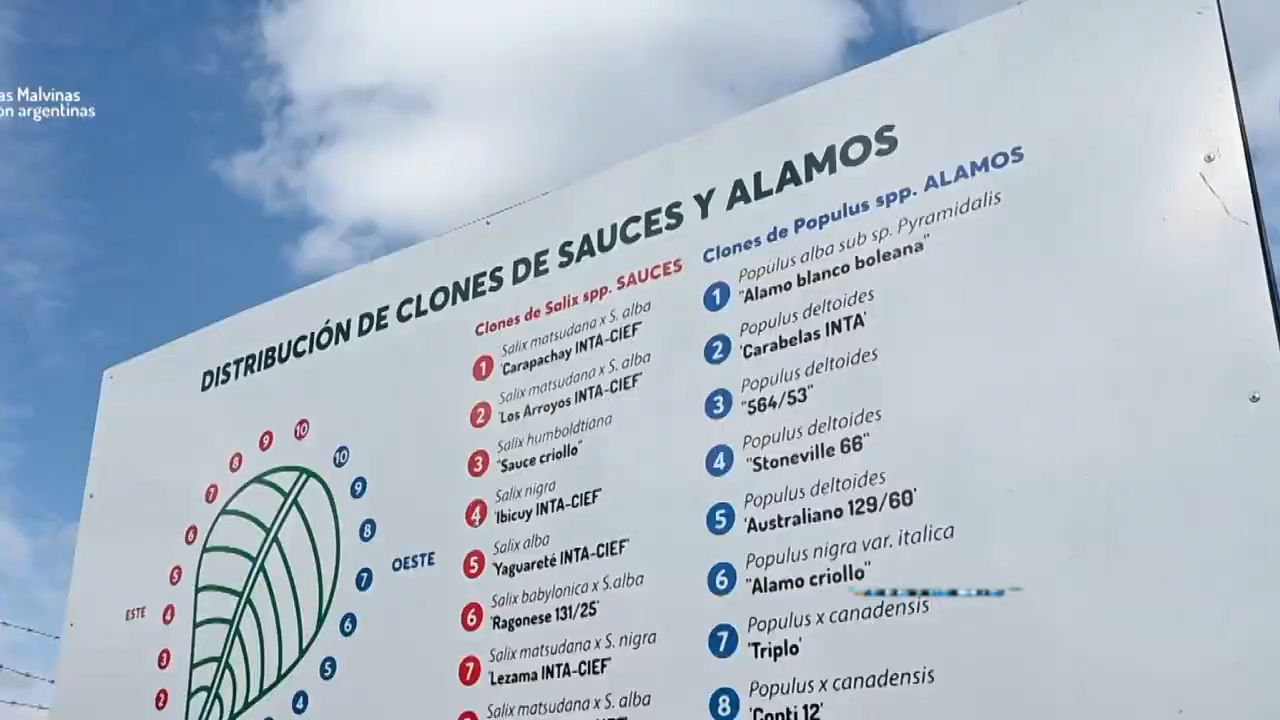 as Malvinas
on argentinas
DISTRIBUCIÓN DE CLONES DE SAUCES Y ALAMOS
Clones de Salix spp. SAUCES
1 Salix matsudana x S. alba
'Carapachay INTA-CIEF'
2 Salix matsudana x S. alba
'Los Arroyos INTA-CIEF'
3 Salix humboldtiana
"Sauce criollo"
4 Salix nigra
'Ibicuy INTA-CIEF'
5 Salix alba
'Yaguareté INTA-CIEF'
6 Salix babylonica x S.alba
'Ragonese 131/25'
7 Salix matsudana x S. nigra
'Lezama INTA-CIEF'
Salix matsudana x S. alba
Clones de Populus spp. ALAMOS
1 Populus alba sub sp. Pyramidalis
"Alamo blanco boleana"
2 Populus deltoides
'Carabelas INTA'
3 Populus deltoides
"564/53"
4 Populus deltoides
"Stoneville 66"
5 Populus deltoides
'Australiano 129/60'
6 Populus nigra var. italica
"Alamo criollo"
7 Populus x canadensis
'Triplo'
8 Populus x canadensis
'Conti 12'
10
9
8
7
6
5
4
3
2
ESTE
10
9
8
7
6
5
4
OESTE